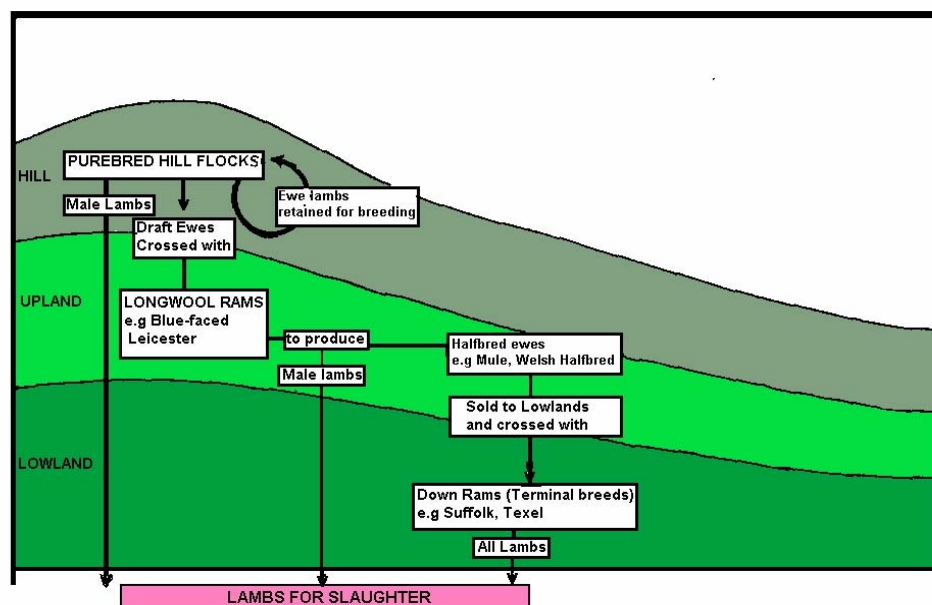 HILL
PUREBRED HILL FLOCKS
Male Lambs
Ewe lambs
retained for breeding
Draft Ewes
Crossed with
UPLAND
LONGWOOL RAMS
e.g Blue-faced
Leicester
to produce
Halfbred ewes
e.g Mule, Welsh Halfbred
Male lambs
Sold to Lowlands
and crossed with
LOWLAND
Down Rams (Terminal breeds)
e.g Suffolk, Texel
All Lambs
LAMBS FOR SLAUGHTER